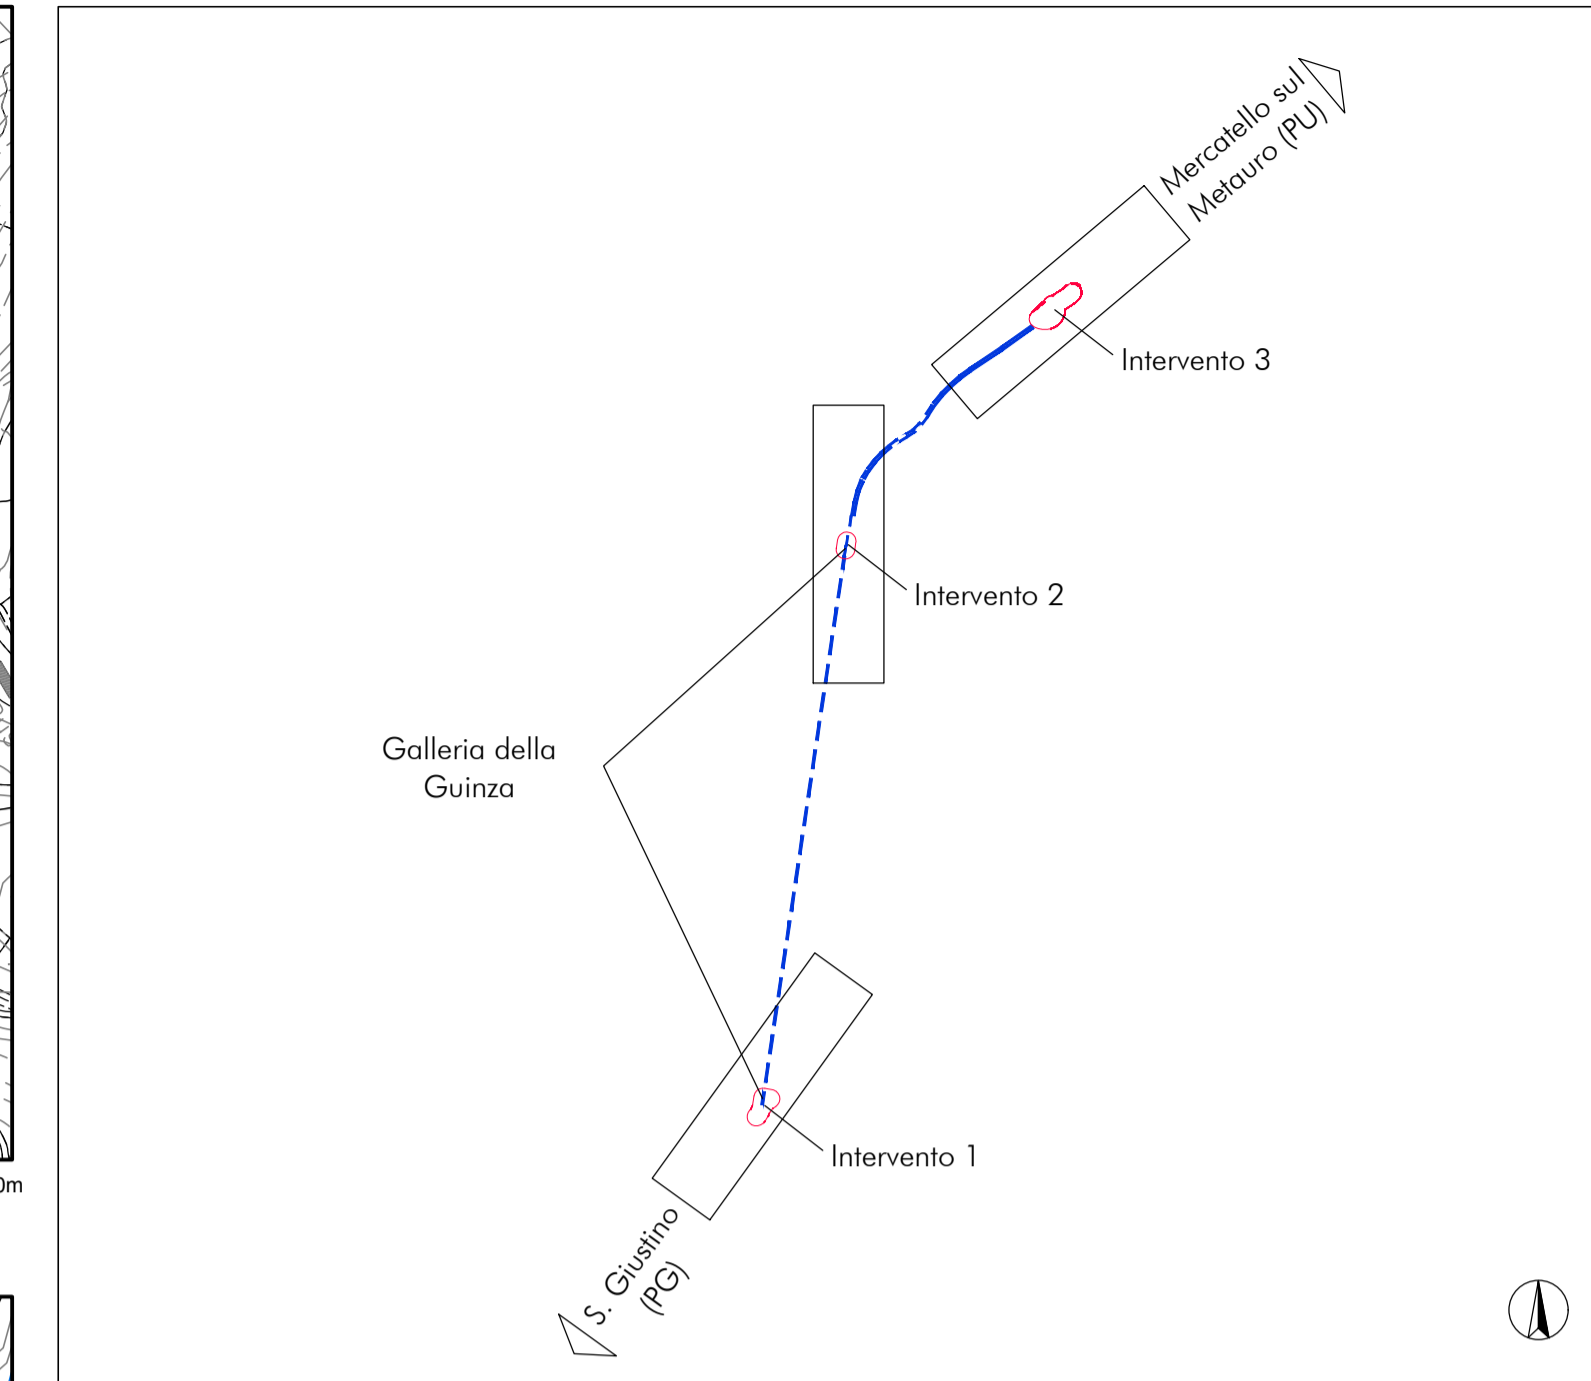 Mercatello sul
Metauro (PU)
Intervento 3
Intervento 2
Galleria della
Guinza
Intervento 1
0m
S. Giustino
(PG)